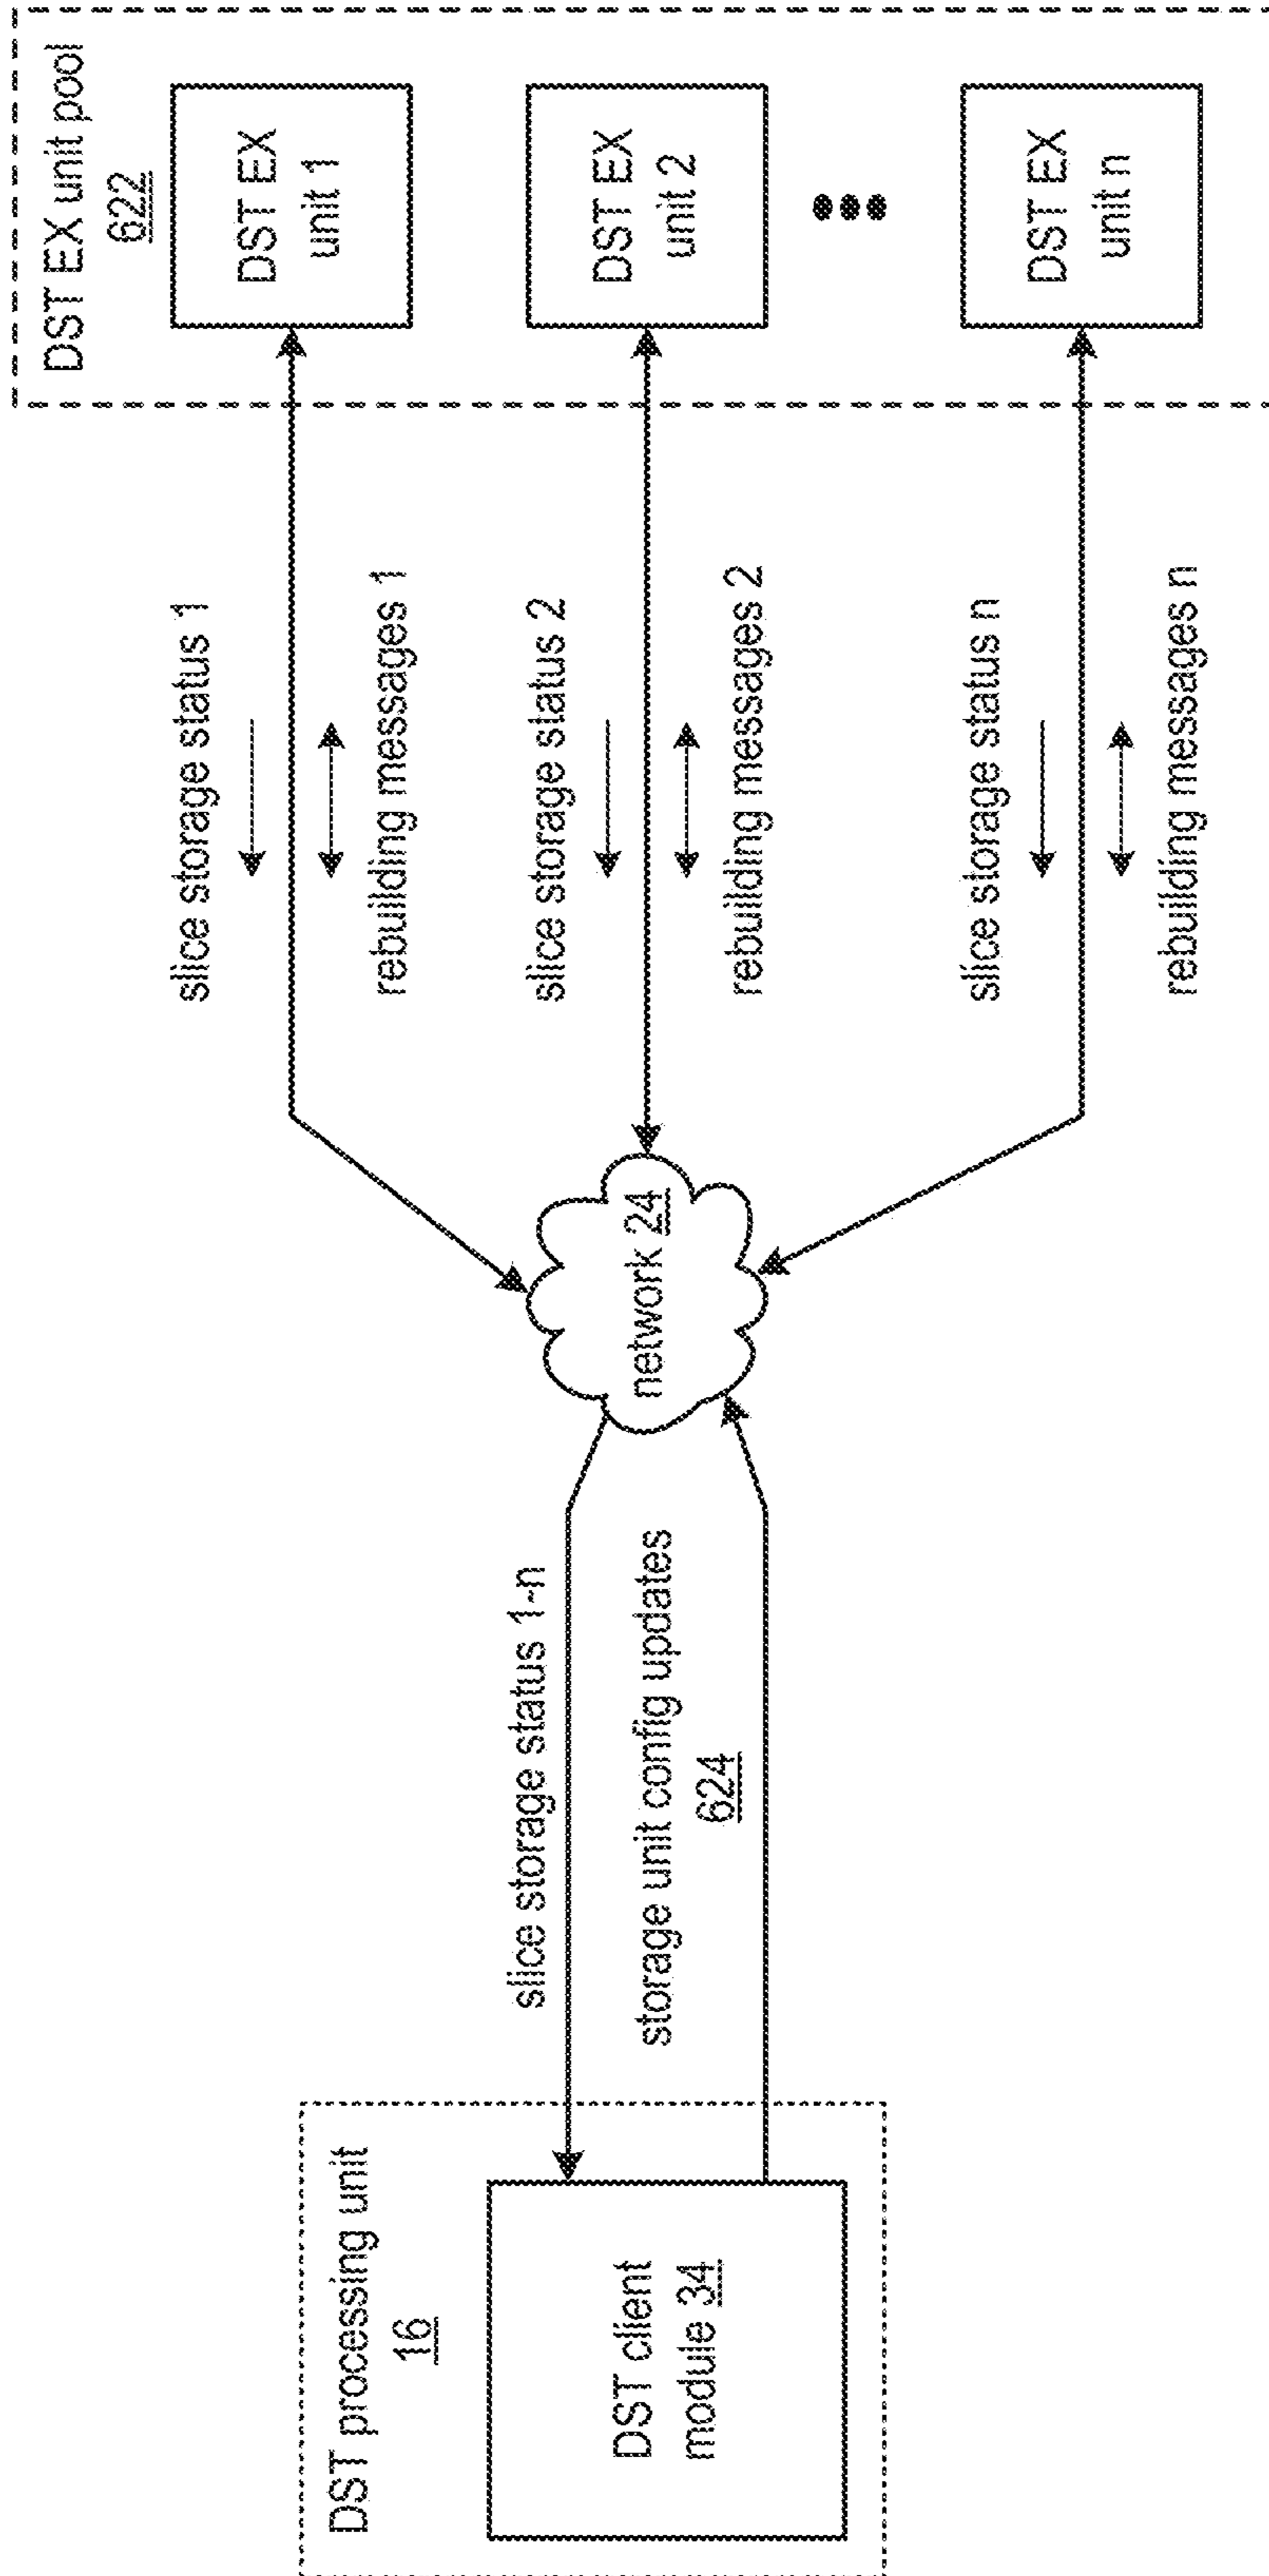 DST processing unit
16
DST client
module 34
slice storage status 1-n
storage unit config updates
624
network 24
slice storage status 1
rebuilding messages 1
slice storage status 2
rebuilding messages 2
slice storage status n
rebuilding messages n
DST EX unit pool
622
DST EX
unit 1
DST EX
unit 2
DST EX
unit n